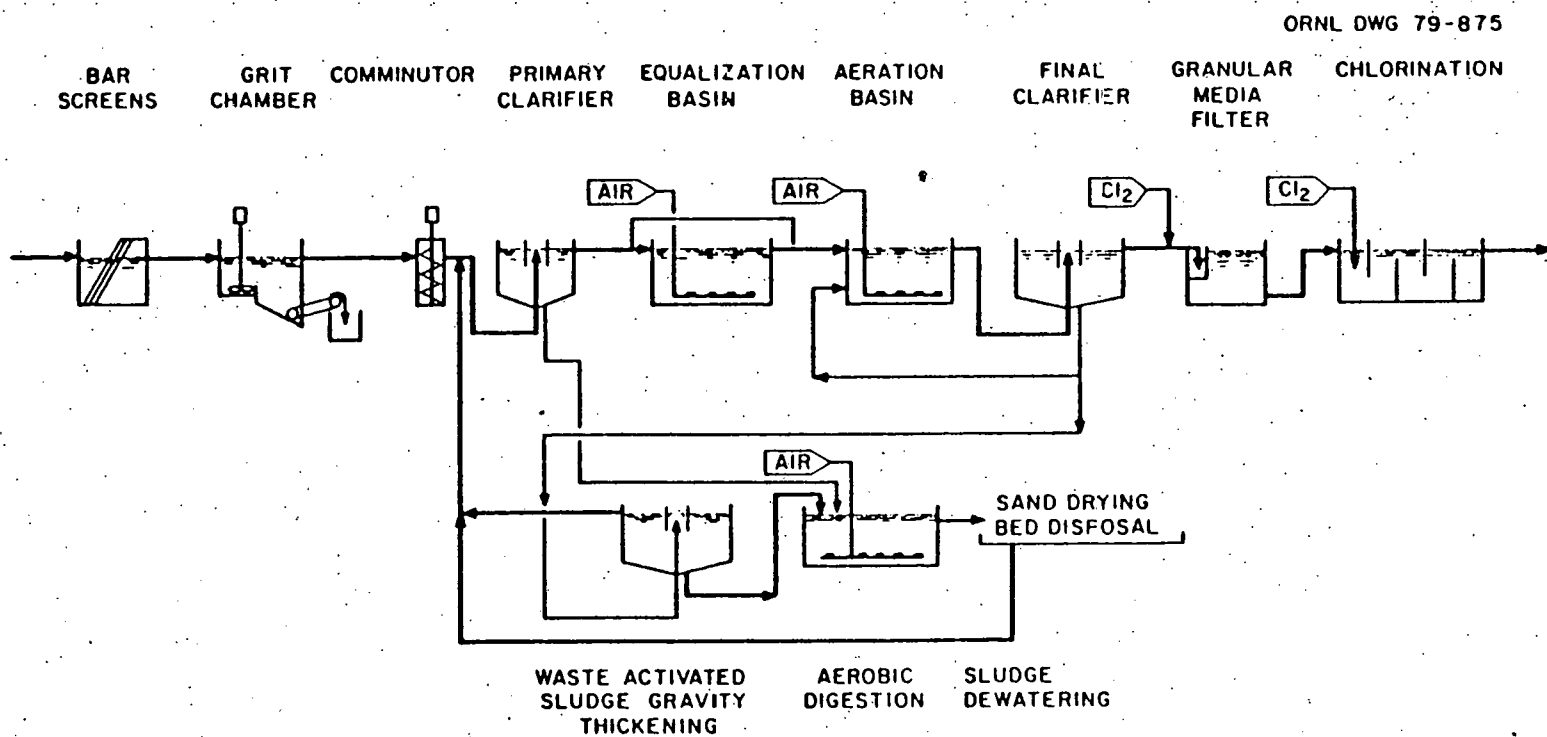 ORNL DWG 79-875
BAR
SCREENS
GRIT
CHAMBER
COMMINUTOR
PRIMARY
CLARIFIER
EQUALIZATION
BASIN
AERATION
BASIN
FINAL
CLARIFIER
GRANULAR
MEDIA
FILTER
CHLORINATION
AIR
AIR
Cl2
Cl2
AIR
SAND DRYING
BED DISFOSAL
WASTE ACTIVATED
SLUDGE GRAVITY
THICKENING
AEROBIC
DIGESTION
SLUDGE
DEWATERING